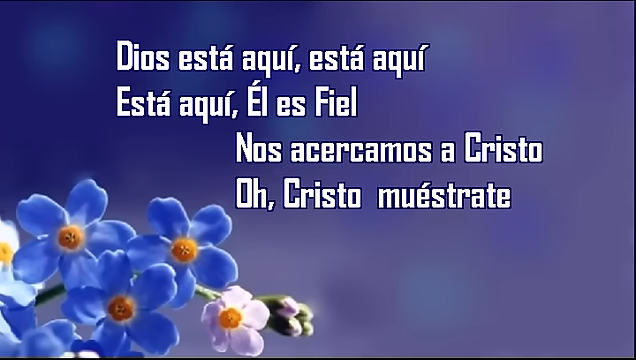 Dios está aquí, está aquí
Está aquí, Él es Fiel
Nos acercamos a Cristo
Oh, Cristo muéstrate